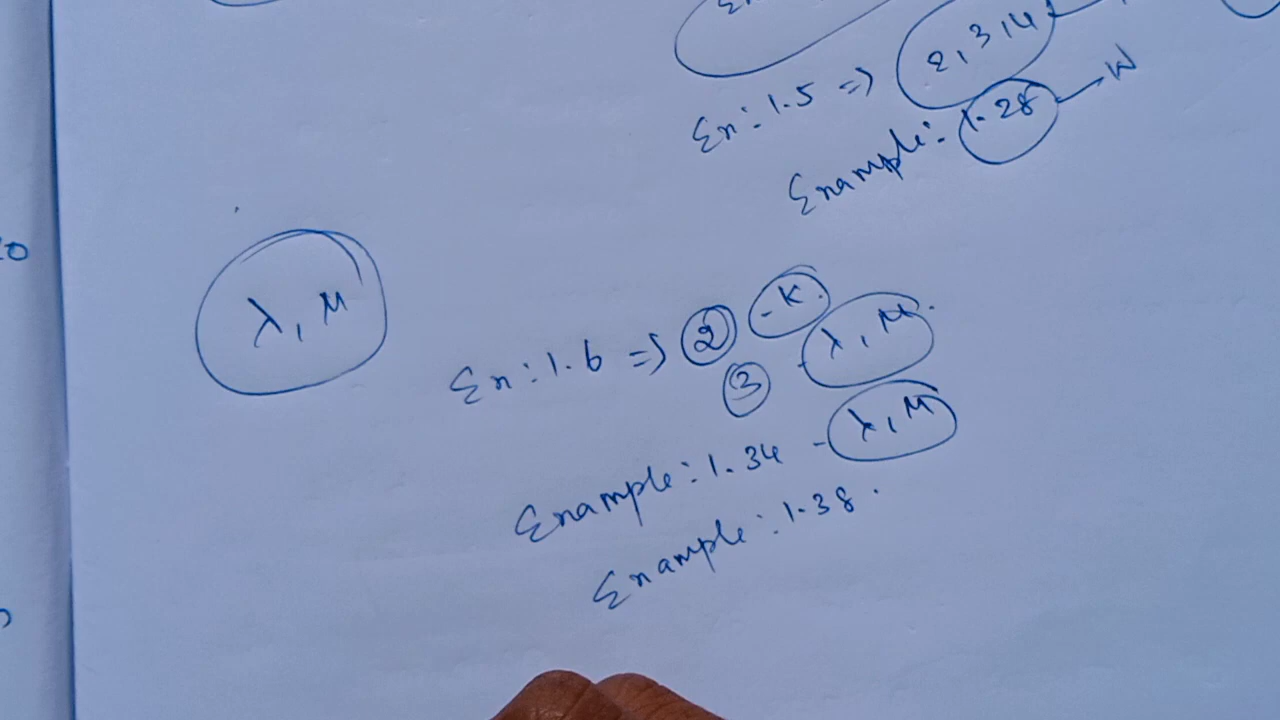 Ex: 1.5 => 2, 3, 4
Example: 1.28 — W
λ, μ
Ex: 1.6 => 2 - K.
3 - λ, μ.
Example: 1.34 - λ, μ
Example: 1.38.